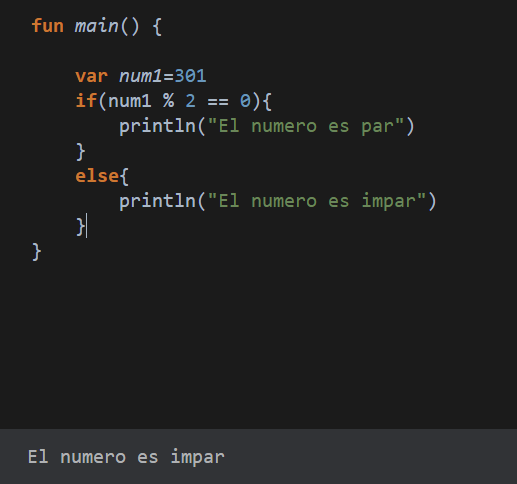 fun main() {
var num1=301
if(num1 % 2 == 0){
println("El numero es par")
}
else{
println("El numero es impar")
}
}
El numero es impar